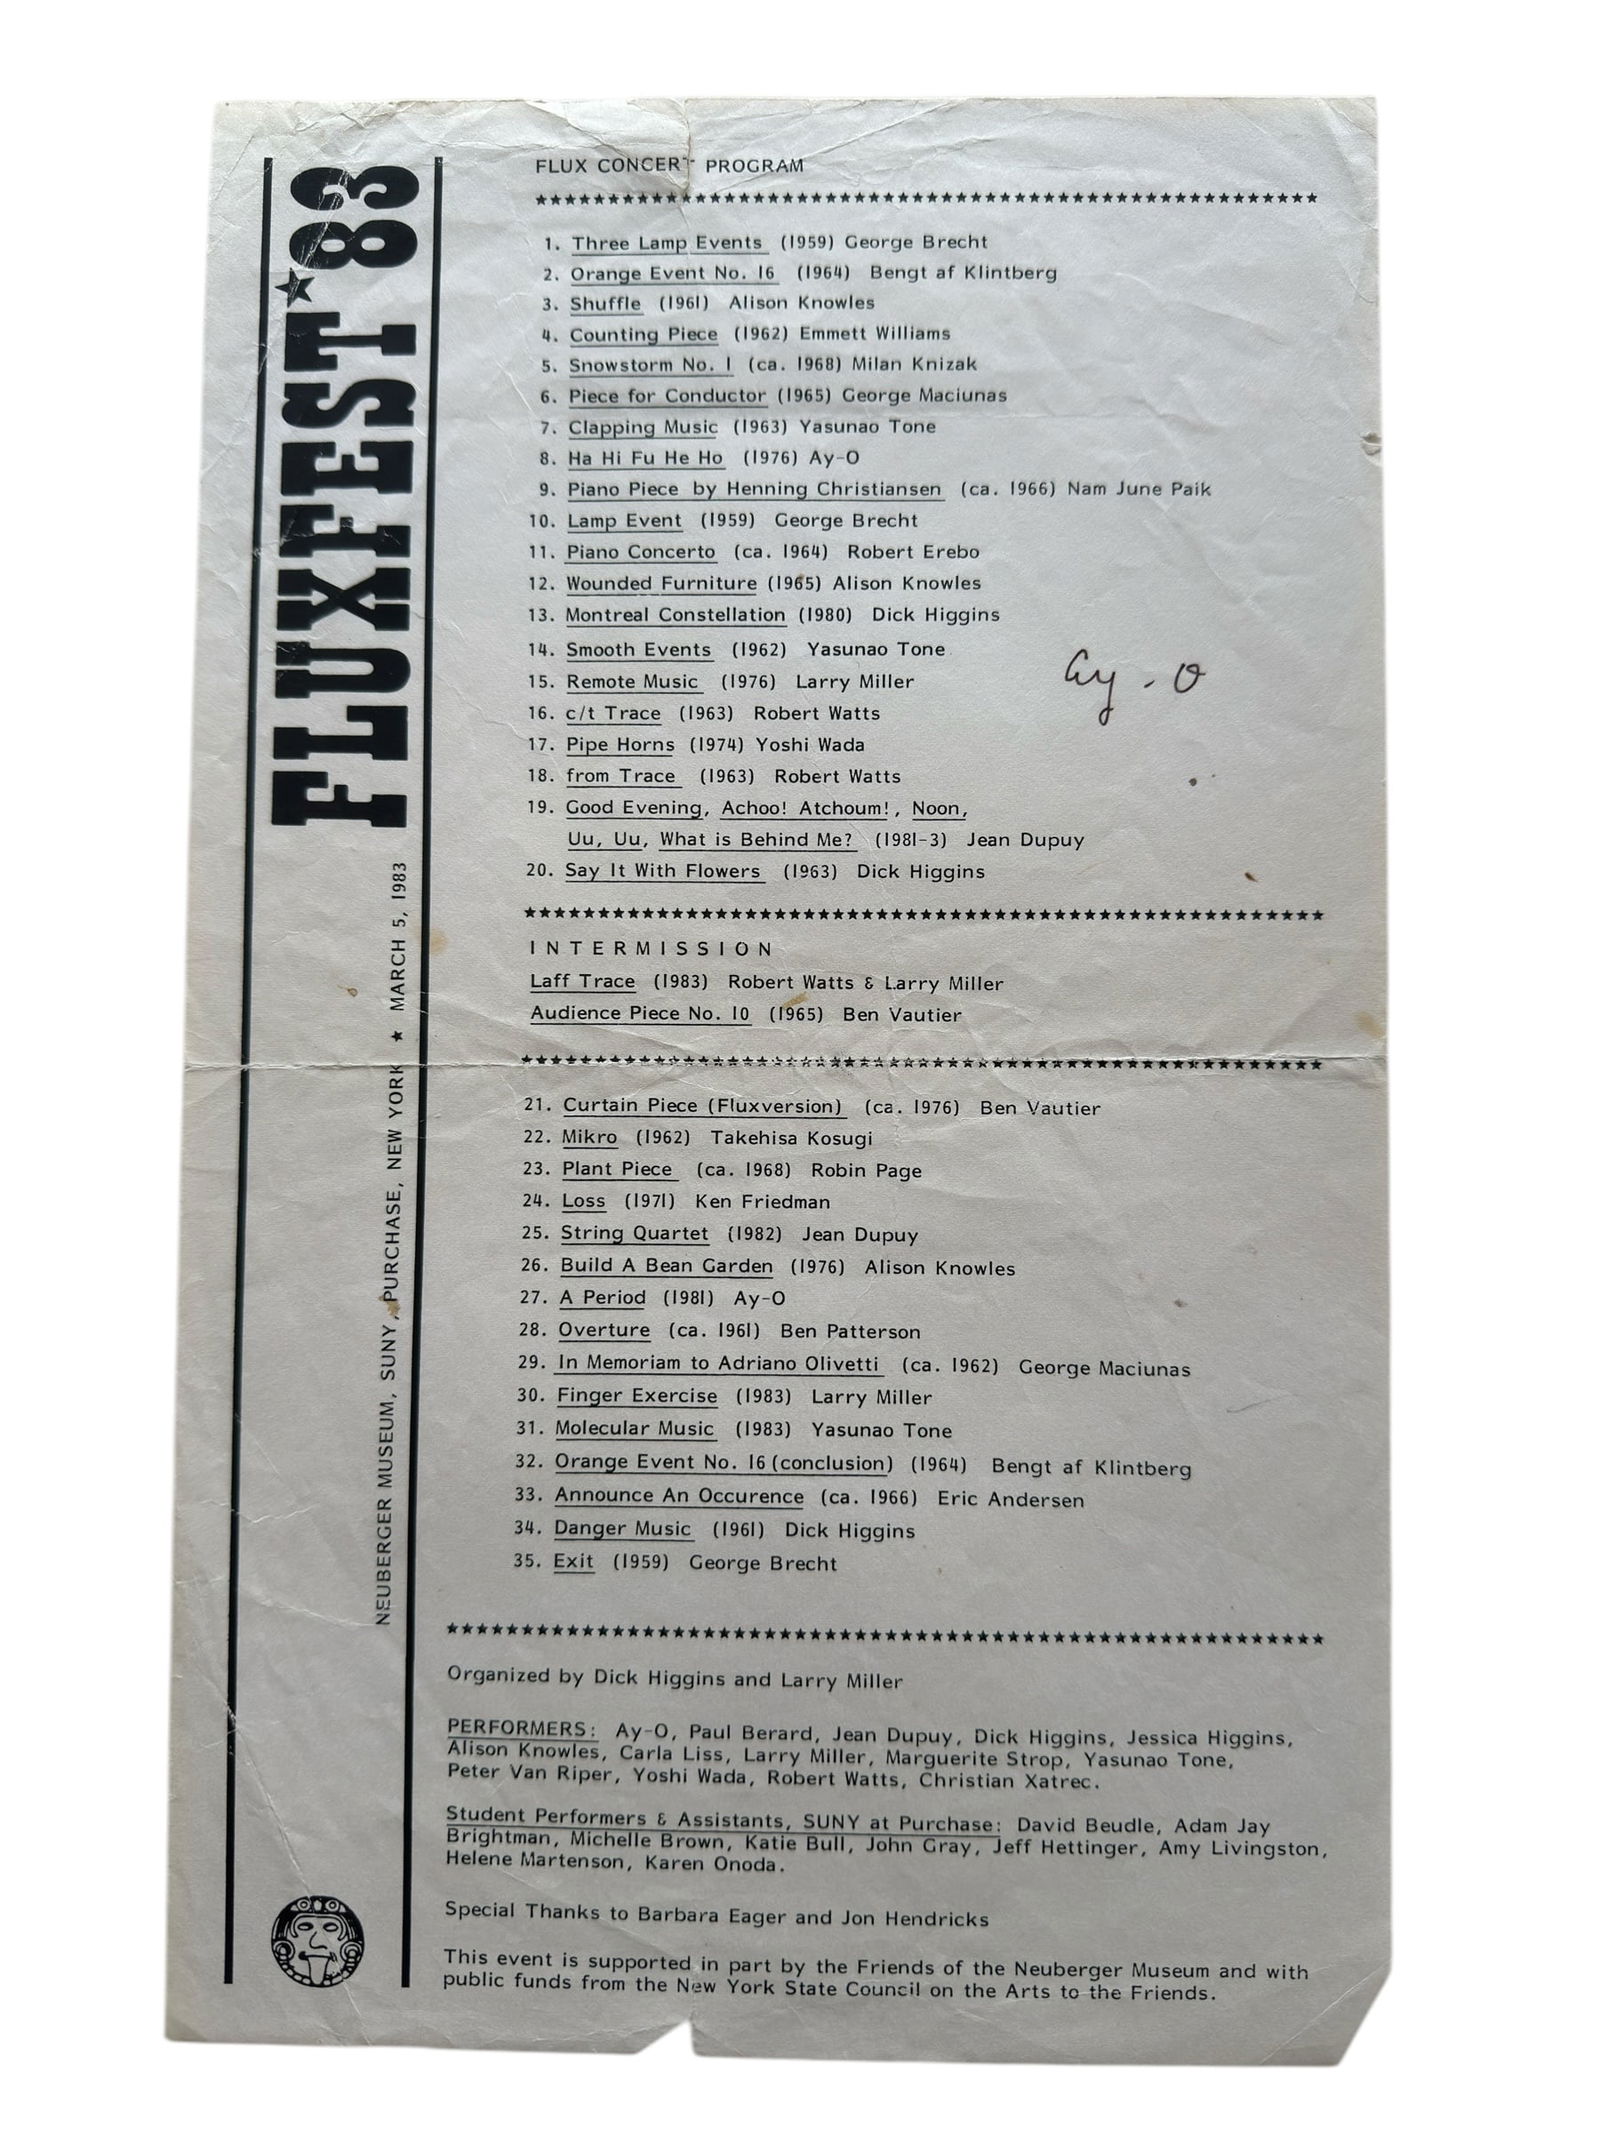 FLUXFEST★83
NEUBERGER MUSEUM, SUNY, PURCHASE, NEW YORK ★ MARCH 5, 1983
FLUX CONCERT PROGRAM
1. Three Lamp Events (1959) George Brecht
2. Orange Event No. 16 (1964) Bengt af Klintberg
3. Shuffle (1961) Alison Knowles
4. Counting Piece (1962) Emmett Williams
5. Snowstorm No. 1 (ca. 1968) Milan Knizak
6. Piece for Conductor (1965) George Maciunas
7. Clapping Music (1963) Yasunao Tone
8. Ha Hi Fu He Ho (1976) Ay-O
9. Piano Piece by Henning Christiansen (ca. 1966) Nam June Paik
10. Lamp Event (1959) George Brecht
11. Piano Concerto (ca. 1964) Robert Erebo
12. Wounded Furniture (1965) Alison Knowles
13. Montreal Constellation (1980) Dick Higgins
14. Smooth Events (1962) Yasunao Tone
15. Remote Music (1976) Larry Miller
Ay-O
16. c/t Trace (1963) Robert Watts
17. Pipe Horns (1974) Yoshi Wada
18. from Trace (1963) Robert Watts
19. Good Evening, Achoo! Atchoum!, Noon,
Uu, Uu, What is Behind Me? (1981-3) Jean Dupuy
20. Say It With Flowers (1963) Dick Higgins
INTERMISSION
Laff Trace (1983) Robert Watts & Larry Miller
Audience Piece No. 10 (1965) Ben Vautier
21. Curtain Piece (Fluxversion) (ca. 1976) Ben Vautier
22. Mikro (1962) Takehisa Kosugi
23. Plant Piece (ca. 1968) Robin Page
24. Loss (1971) Ken Friedman
25. String Quartet (1982) Jean Dupuy
26. Build A Bean Garden (1976) Alison Knowles
27. A Period (1981) Ay-O
28. Overture (ca. 1961) Ben Patterson
29. In Memoriam to Adriano Olivetti (ca. 1962) George Maciunas
30. Finger Exercise (1983) Larry Miller
31. Molecular Music (1983) Yasunao Tone
32. Orange Event No. 16 (conclusion) (1964) Bengt af Klintberg
33. Announce An Occurence (ca. 1966) Eric Andersen
34. Danger Music (1961) Dick Higgins
35. Exit (1959) George Brecht
Organized by Dick Higgins and Larry Miller
PERFORMERS: Ay-O, Paul Berard, Jean Dupuy, Dick Higgins, Jessica Higgins,
Alison Knowles, Carla Liss, Larry Miller, Marguerite Strop, Yasunao Tone,
Peter Van Riper, Yoshi Wada, Robert Watts, Christian Xatrec.
Student Performers & Assistants, SUNY at Purchase: David Beudle, Adam Jay
Brightman, Michelle Brown, Katie Bull, John Gray, Jeff Hettinger, Amy Livingston,
Helene Martenson, Karen Onoda.
Special Thanks to Barbara Eager and Jon Hendricks
This event is supported in part by the Friends of the Neuberger Museum and with
public funds from the New York State Council on the Arts to the Friends.